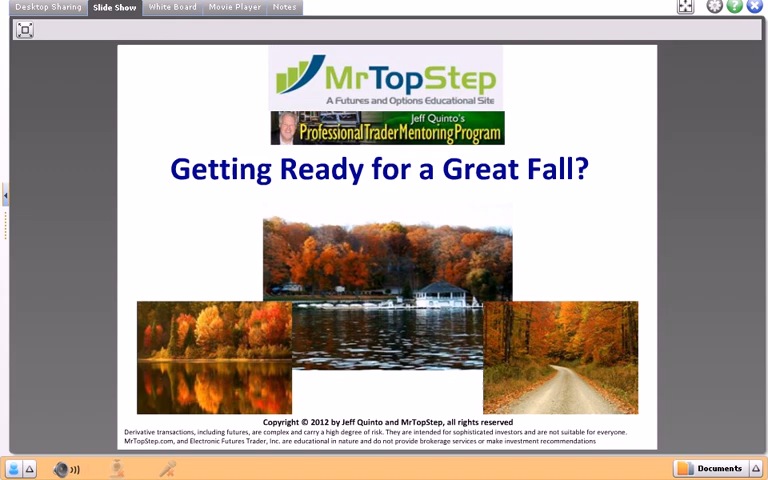 Desktop Sharing
Slide Show
White Board
Movie Player
Notes
MrTopStep
A Futures and Options Educational Site
Jeff Quinto's
Professional Trader Mentoring Program
Getting Ready for a Great Fall?
Copyright © 2012 by Jeff Quinto and MrTopStep, all rights reserved
Derivative transactions, including futures, are complex and carry a high degree of risk. They are intended for sophisticated investors and are not suitable for everyone.
MrTopStep.com, and Electronic Futures Trader, Inc. are educational in nature and do not provide brokerage services or make investment recommendations
Documents